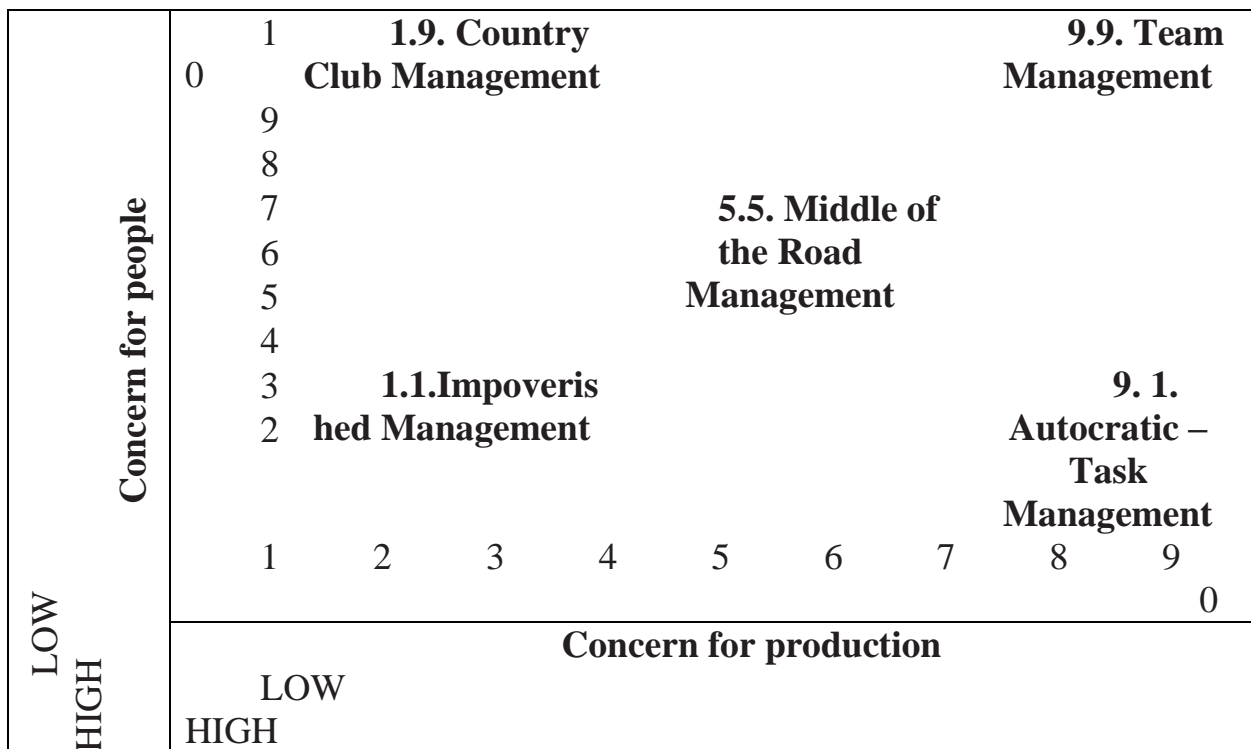 1 1.9. Country 9.9. Team
0 Club Management Management
9
8
7 5.5. Middle of
6 the Road
5 Management
4
3 1.1.Impoveris 9. 1.
2 hed Management Autocratic –
Task
Management
1 2 3 4 5 6 7 8 9
0
Concern for people
LOW
HIGH
Concern for production
LOW
HIGH